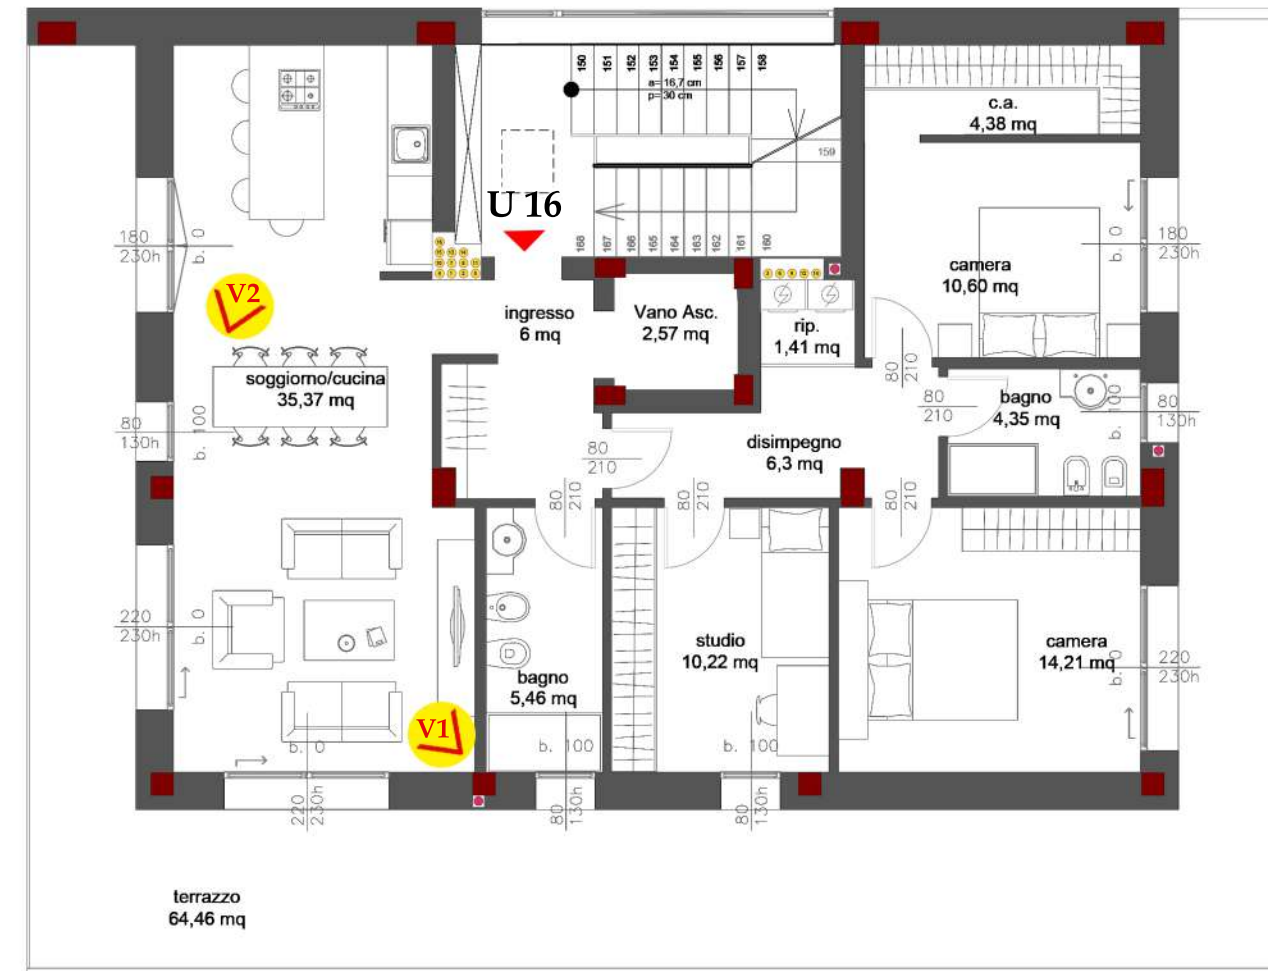 150
151
152
153
154
155
156
157
158
a= 16,7 cm
p= 30 cm
159
c.a.
4,38 mq
U 16
168
167
166
165
164
163
162
161
160
180
230h
b. 0
180
230h
b. 0
camera
10,60 mq
V2
ingresso
6 mq
Vano Asc.
2,57 mq
rip.
1,41 mq
80
210
soggiorno/cucina
35,37 mq
80
130h
b. 100
80
210
bagno
4,35 mq
b. 100
80
130h
80
210
disimpegno
6,3 mq
80
210
80
210
80
210
220
230h
b. 0
studio
10,22 mq
camera
14,21 mq
b. 0
220
230h
bagno
5,46 mq
V1
b. 0
b. 100
b. 100
220
230h
80
130h
80
130h
terrazzo
64,46 mq